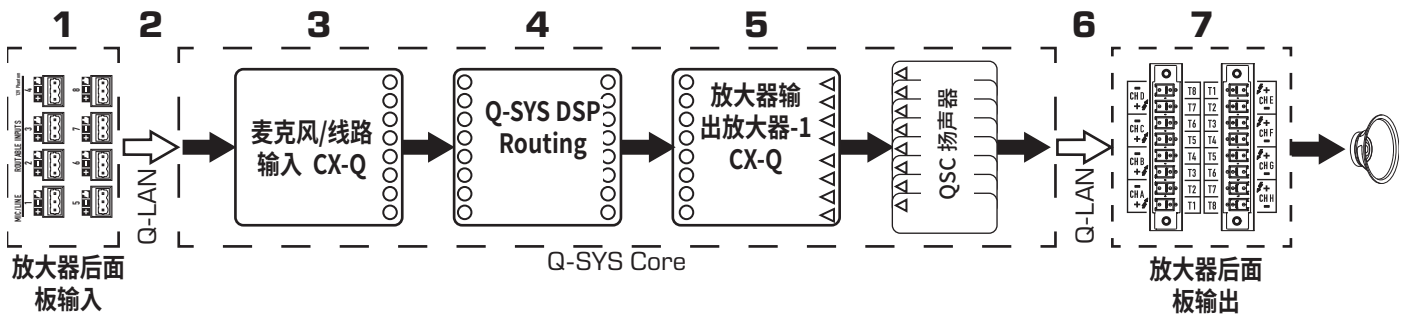 1
2
3
4
5
6
7
12V Phantom
ROUTABLE INPUTS
MIC/LINE
4
3
2
1
8
7
6
5
Q-LAN
麦克风/线路
输入 CX-Q
Q-SYS DSP
Routing
放大器输
出放大器-1
CX-Q
QSC 扬声器
Q-SYS Core
Q-LAN
CH D
CH C
CH B
CH A
T8
T7
T6
T5
T4
T3
T2
T1
T1
T2
T3
T4
T5
T6
T7
T8
CH E
CH F
CH G
CH H
放大器后面
板输入
放大器后面
板输出